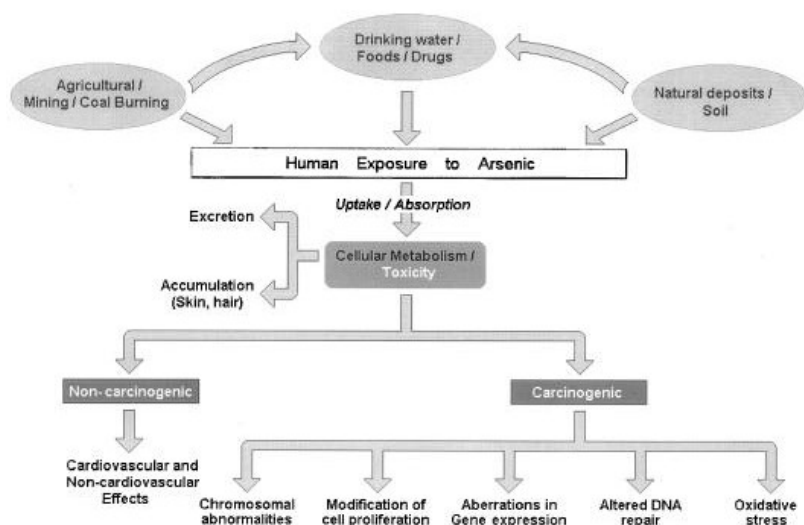 Drinking water /
Foods / Drugs
Agricultural /
Mining / Coal Burning
Natural deposits /
Soil
Human Exposure to Arsenic
Uptake / Absorption
Excretion
Cellular Metabolism /
Toxicity
Accumulation
(Skin, hair)
Non-carcinogenic
Carcinogenic
Cardiovascular and
Non-cardiovascular
Effects
Chromosomal
abnormalities
Modification of
cell proliferation
Aberrations in
Gene expression
Altered DNA
repair
Oxidative
stress